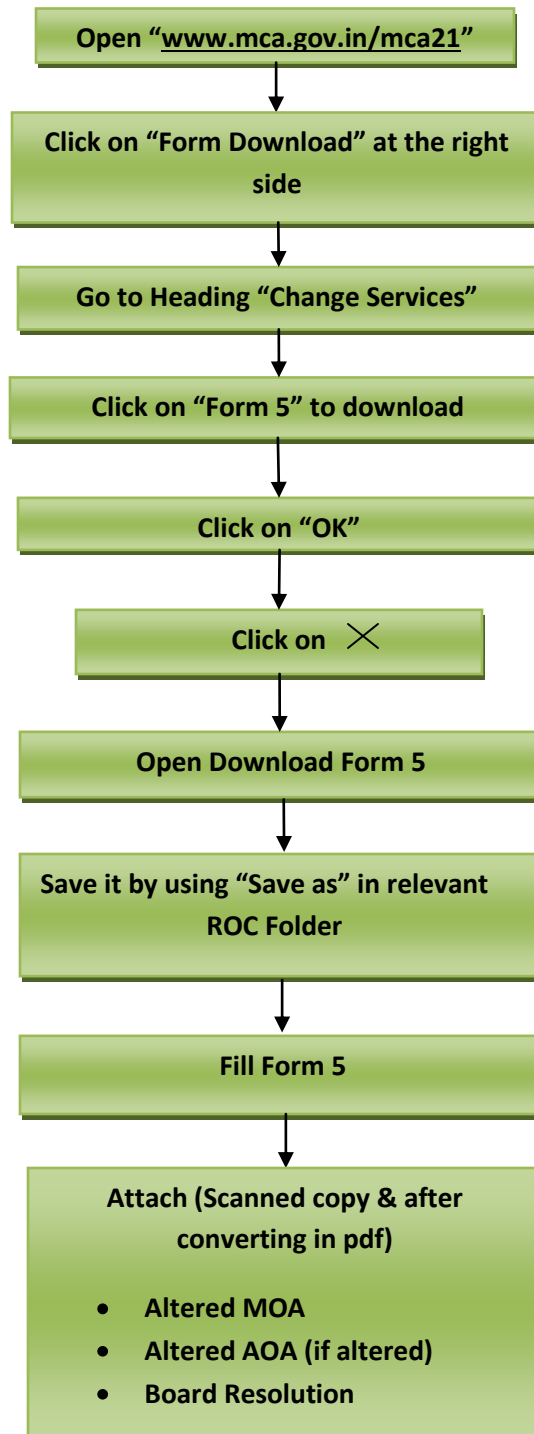 Open “www.mca.gov.in/mca21”
Click on “Form Download” at the right
side
Go to Heading “Change Services”
Click on “Form 5” to download
Click on “OK”
Click on
Open Download Form 5
Save it by using “Save as” in relevant
ROC Folder
Fill Form 5
Attach (Scanned copy & after
converting in pdf)
• Altered MOA
• Altered AOA (if altered)
• Board Resolution